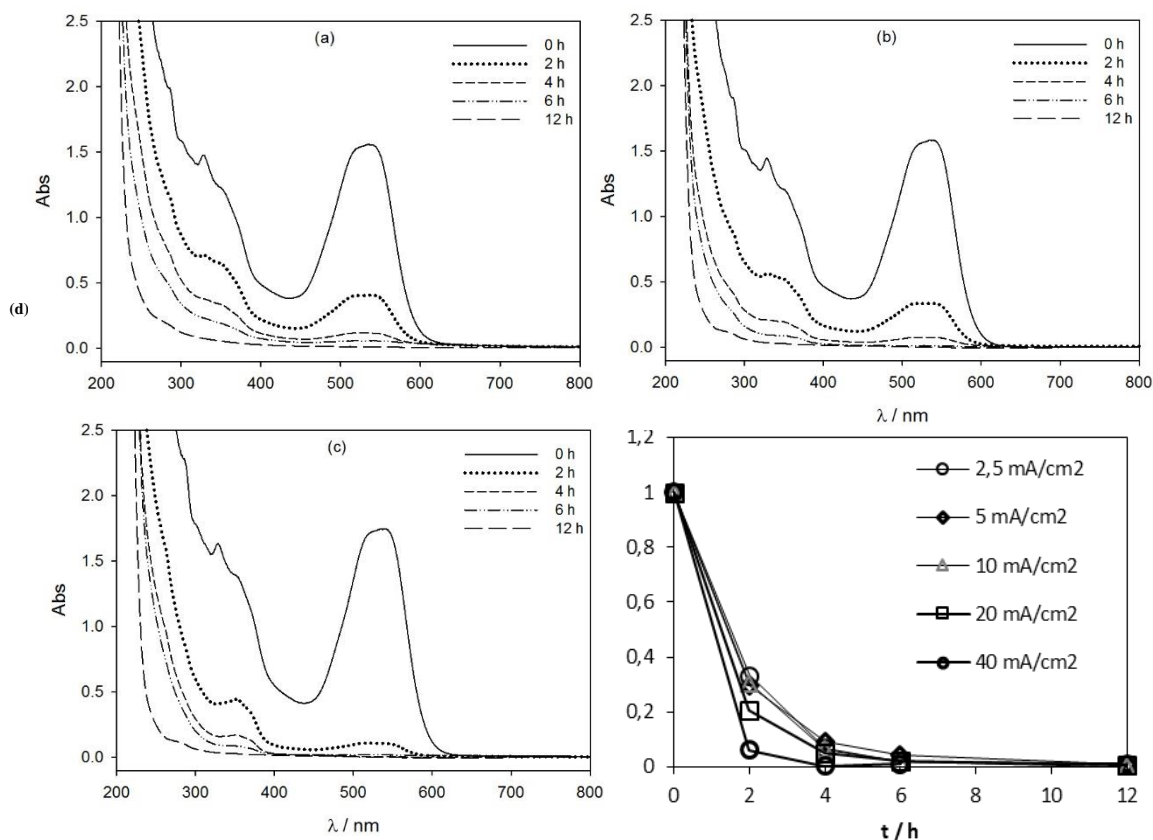 (a)
2.5
2.0
1.5
1.0
0.5
0.0
Abs
0 h
2 h
4 h
6 h
12 h
200 300 400 500 600 700 800
(b)
2.5
2.0
1.5
1.0
0.5
0.0
Abs
0 h
2 h
4 h
6 h
12 h
200 300 400 500 600 700 800
λ / nm
(d)
(c)
2.5
2.0
1.5
1.0
0.5
0.0
Abs
0 h
2 h
4 h
6 h
12 h
200 300 400 500 600 700 800
λ / nm
1,2
1
0,8
0,6
0,4
0,2
0
2,5 mA/cm2
5 mA/cm2
10 mA/cm2
20 mA/cm2
40 mA/cm2
0 2 4 6 8 10 12
t / h